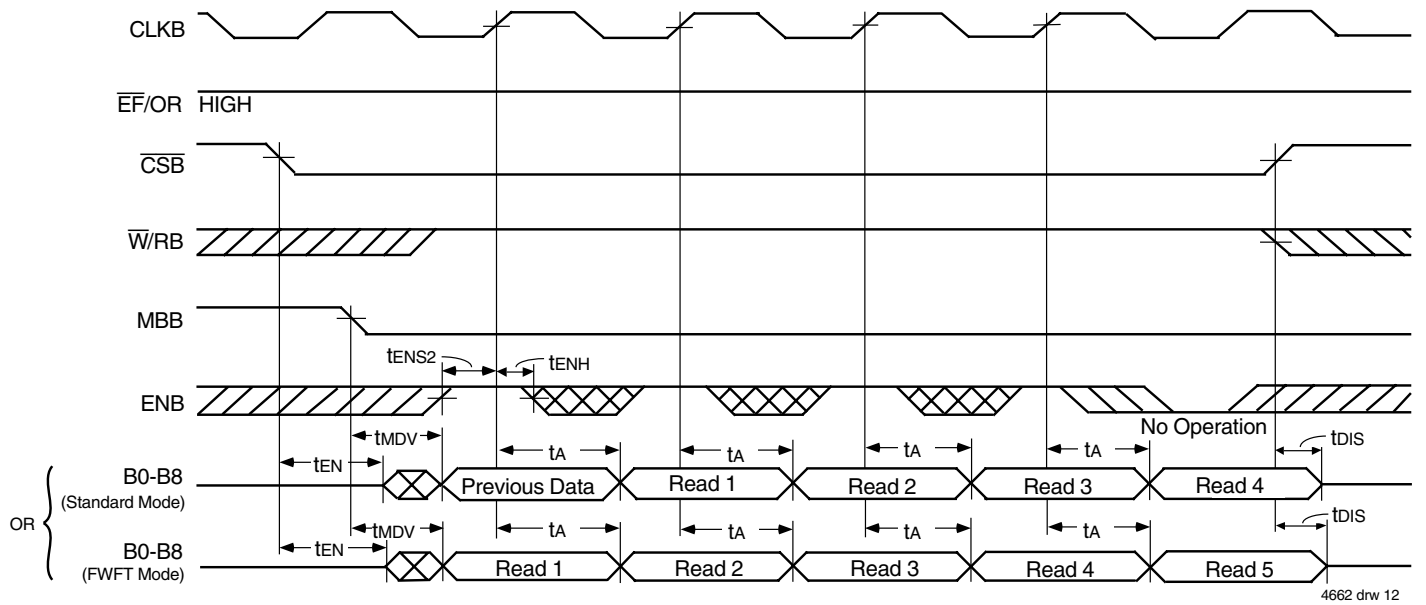 CLKB
EF/OR HIGH
CSB
W/RB
MBB
tENS2 tENH
ENB
No Operation
tMDV
tEN tA tA tA tA tDIS
B0-B8 Previous Data Read 1 Read 2 Read 3 Read 4
(Standard Mode)
OR
tMDV tA tA tA tA tDIS
tEN
B0-B8 Read 1 Read 2 Read 3 Read 4 Read 5
(FWFT Mode)
4662 drw 12